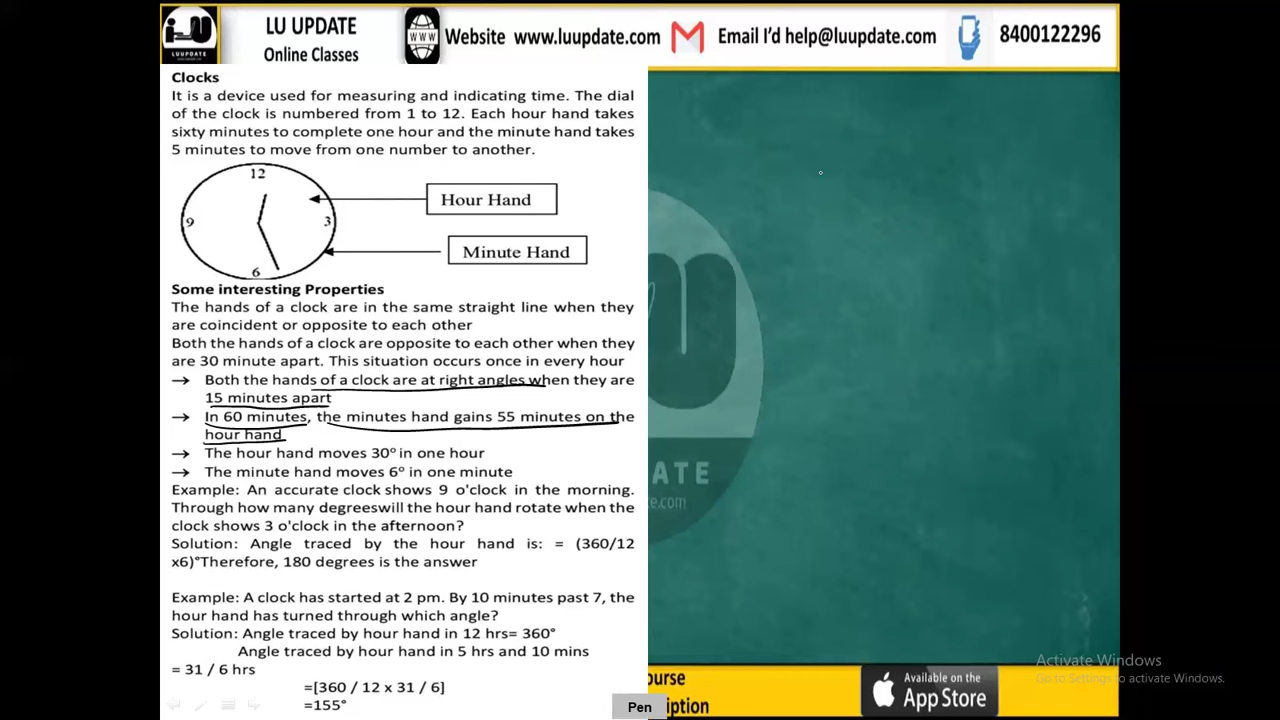 LU UPDATE
Online Classes
WWW
Website www.luupdate.com
Email I'd help@luupdate.com
8400122296
LUUPDATE
Clocks
It is a device used for measuring and indicating time. The dial
of the clock is numbered from 1 to 12. Each hour hand takes
sixty minutes to complete one hour and the minute hand takes
5 minutes to move from one number to another.
12
9
3
6
Hour Hand
Minute Hand
Some interesting Properties
The hands of a clock are in the same straight line when they
are coincident or opposite to each other
Both the hands of a clock are opposite to each other when they
are 30 minute apart. This situation occurs once in every hour
→ Both the hands of a clock are at right angles when they are
15 minutes apart
→ In 60 minutes, the minutes hand gains 55 minutes on the
hour hand
→ The hour hand moves 30° in one hour
→ The minute hand moves 6° in one minute
Example: An accurate clock shows 9 o'clock in the morning.
Through how many degreeswill the hour hand rotate when the
clock shows 3 o'clock in the afternoon?
Solution: Angle traced by the hour hand is: = (360/12
x6)°Therefore, 180 degrees is the answer
Example: A clock has started at 2 pm. By 10 minutes past 7, the
hour hand has turned through which angle?
Solution: Angle traced by hour hand in 12 hrs= 360°
Angle traced by hour hand in 5 hrs and 10 mins
= 31 / 6 hrs
=[360 / 12 x 31 / 6]
=155°
ATE
e.com
Activate Windows
Go to Settings to activate Windows.
ourse
iption
Available on the
App Store
Pen